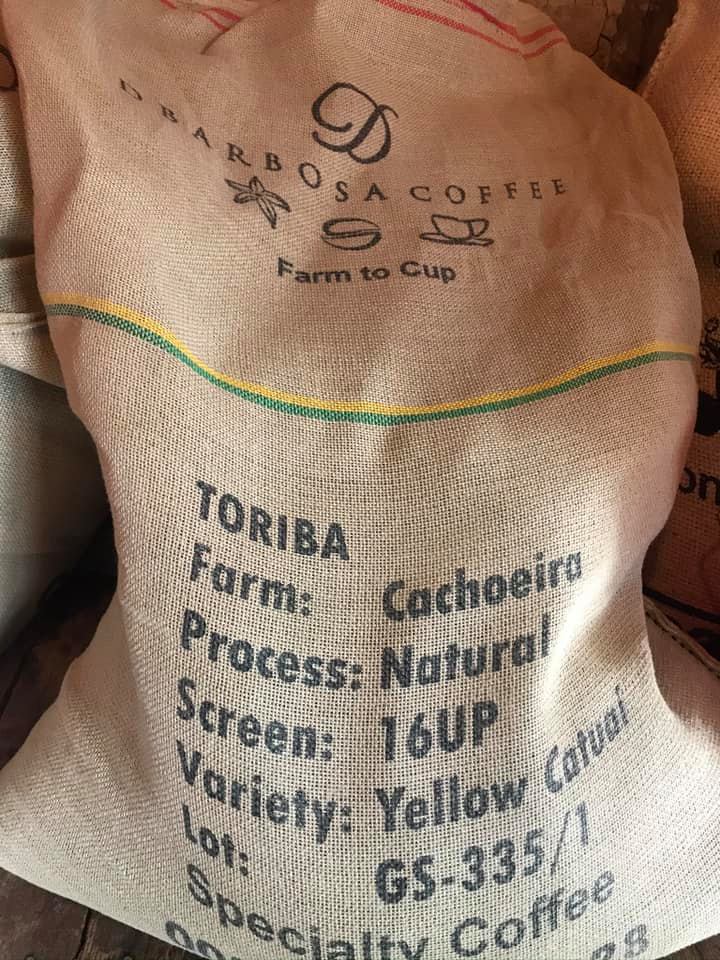 D
D BARBOSA COFFEE
Farm to Cup
TORIBA
Farm: Cachoeira
Process: Natural
Screen: 16UP
Variety: Yellow Catuai
Lot: GS-335/1
Specialty Coffee